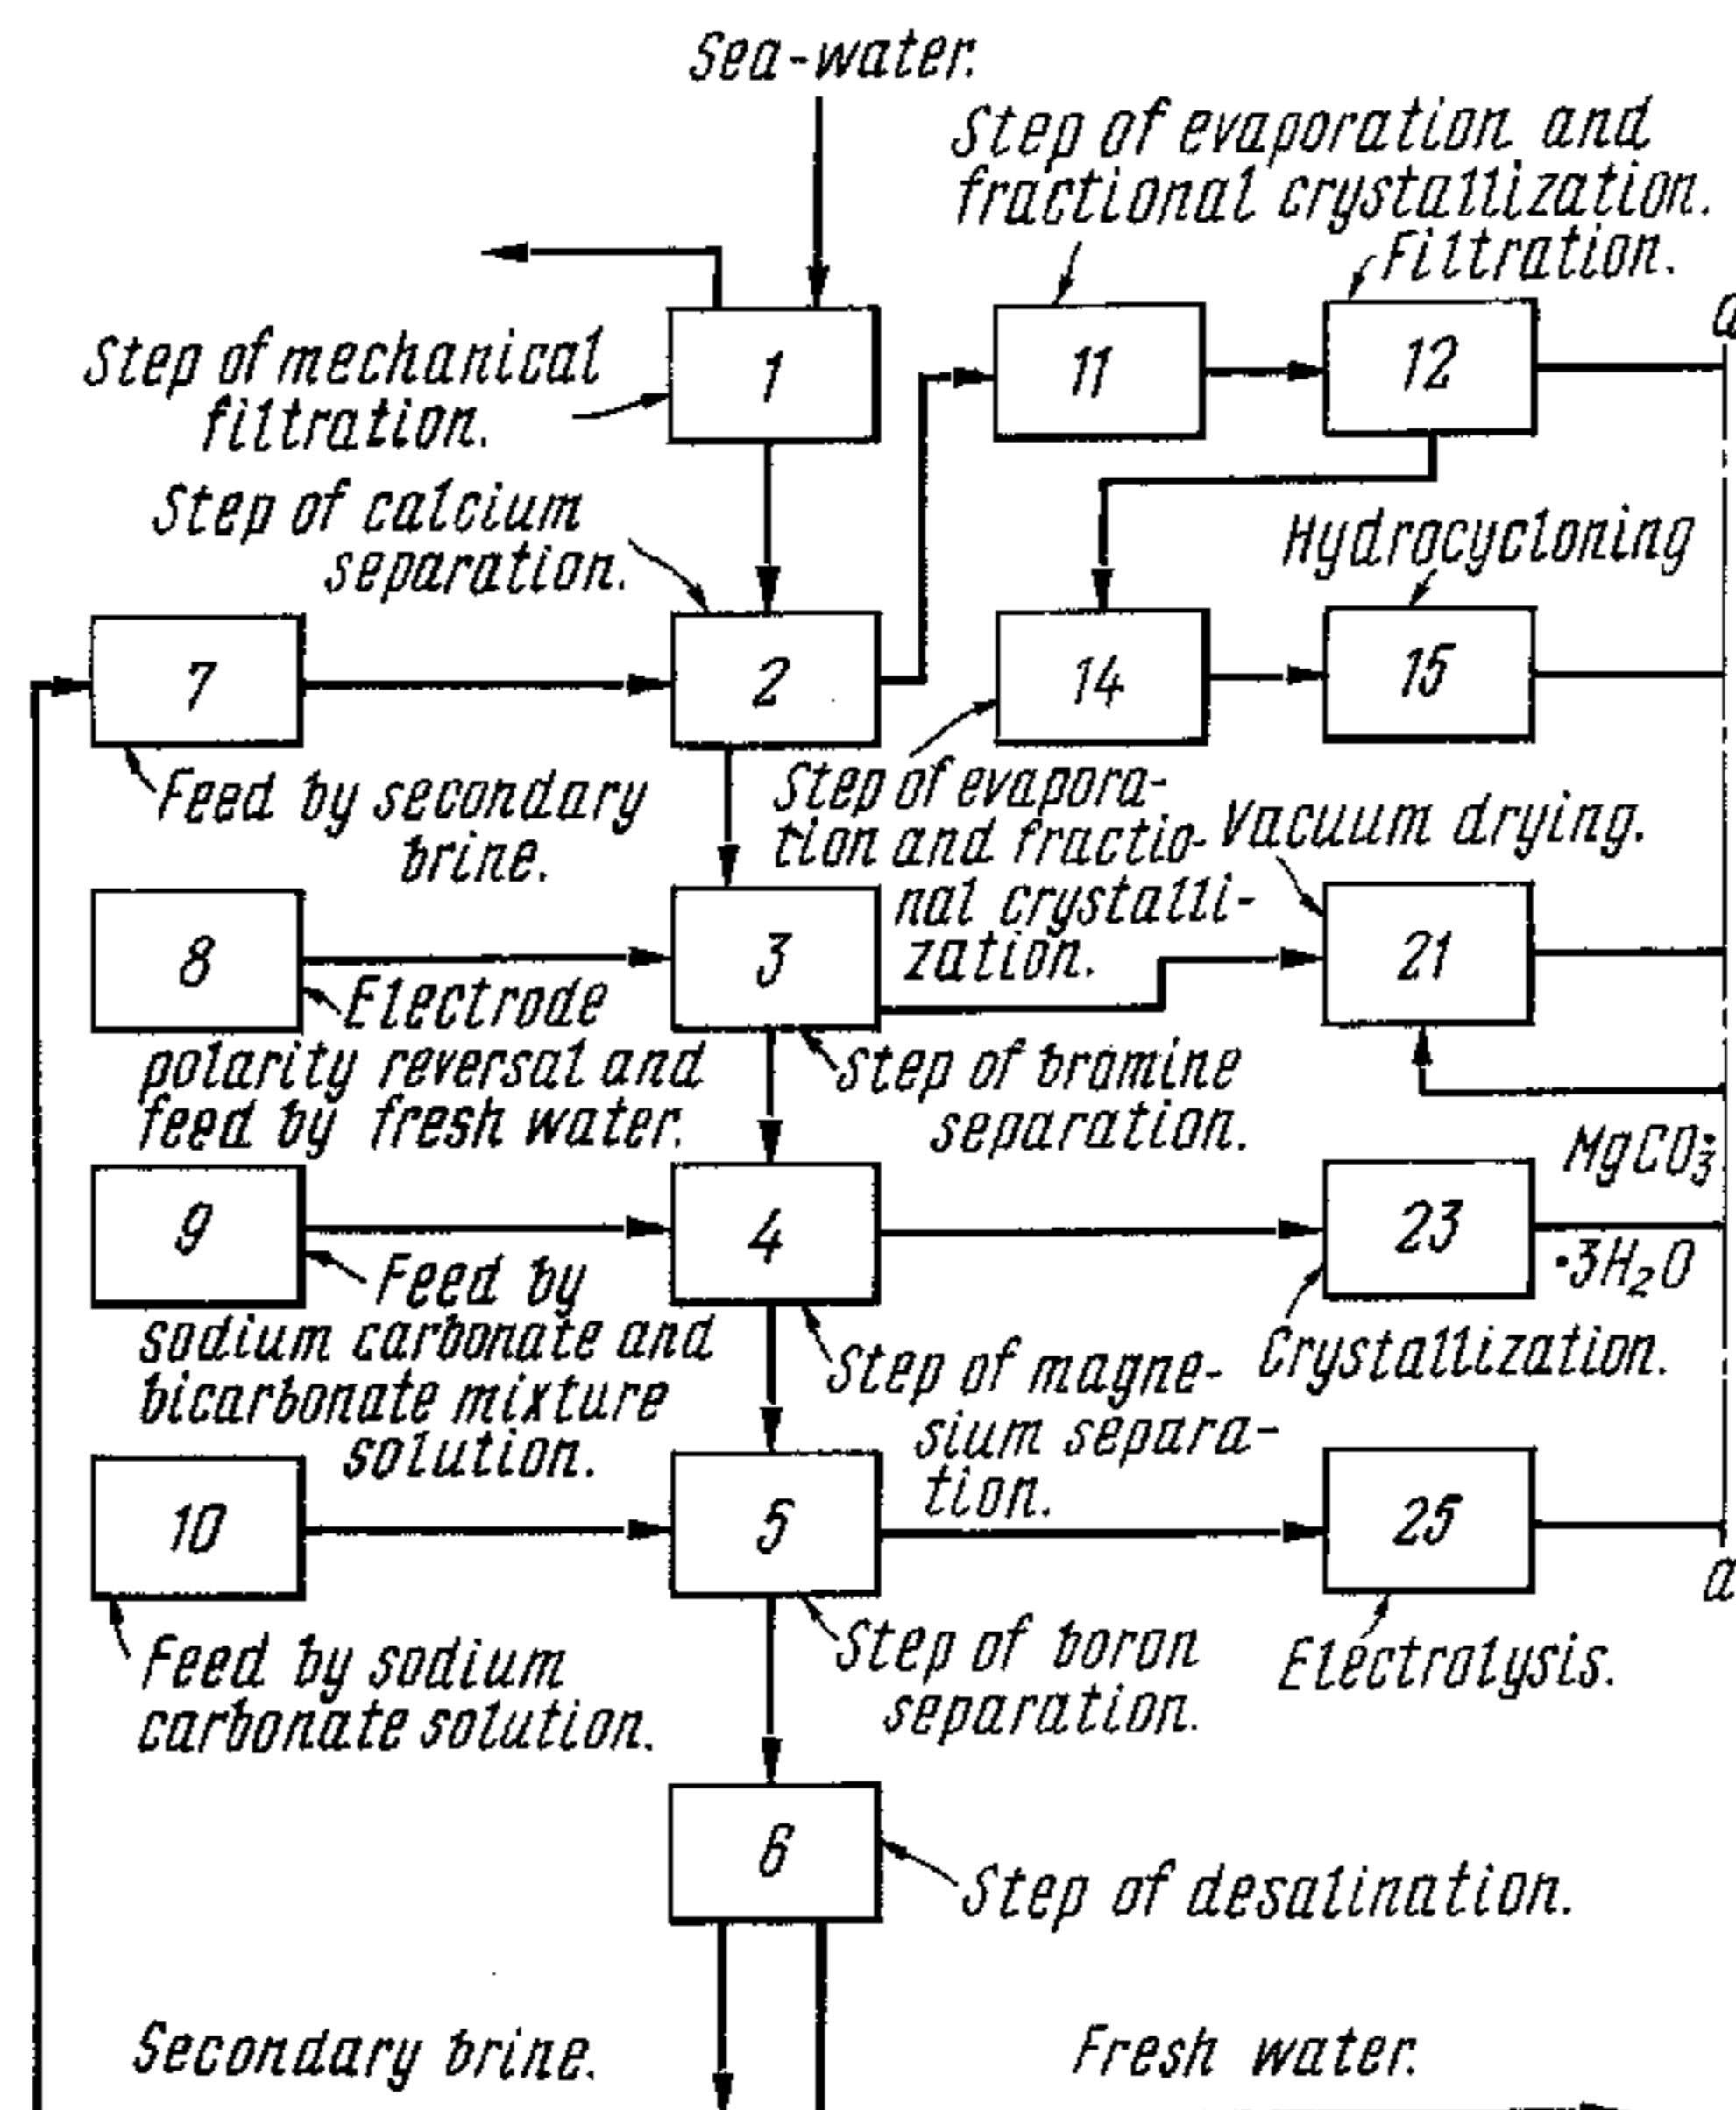 Sea-water.
Step of evaporation and
fractional crystallization.
Filtration.
a
Step of mechanical
filtration.
1
11
12
Step of calcium
separation.
Hydrocycloning
7
2
14
15
Feed by secondary
brine.
Step of evapora-
tion and fractio-
nal crystalli-
zation.
Vacuum drying.
8
3
21
Electrode
polarity reversal and
feed by fresh water.
Step of bromine
separation.
MgCO3·
·3H2O
9
4
23
Feed by
sodium carbonate and
bicarbonate mixture
solution.
Step of magne-
sium separa-
tion.
Crystallization.
10
5
25
a
Feed by sodium
carbonate solution.
Step of boron
separation.
Electrolysis.
6
Step of desalination.
Secondary brine.
Fresh water.